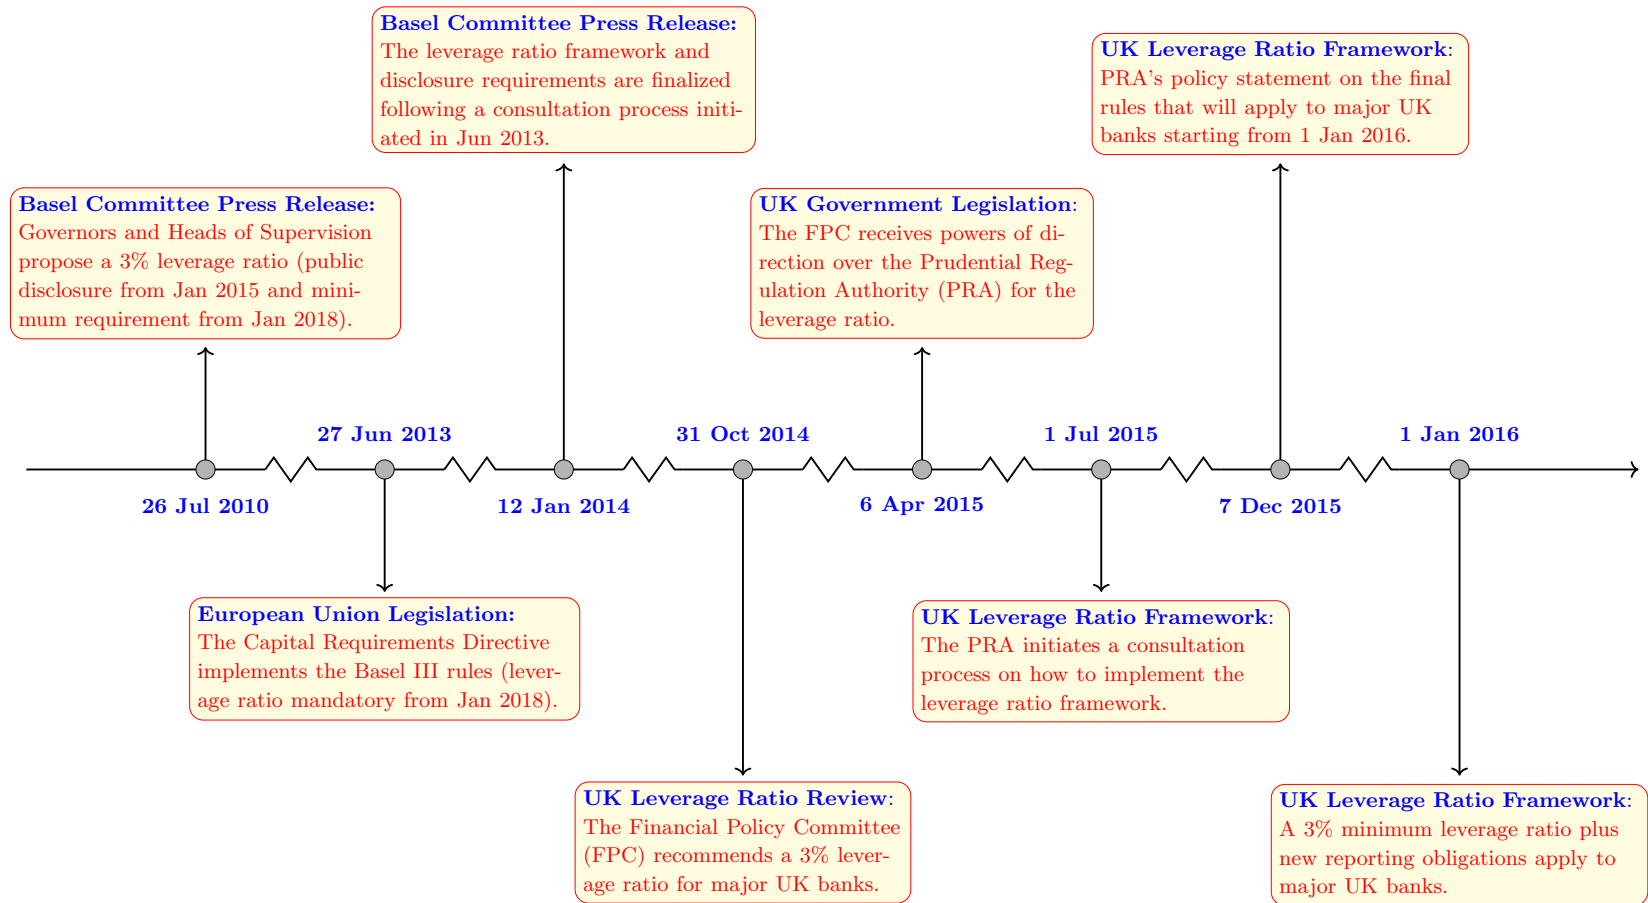 Basel Committee Press Release:
The leverage ratio framework and
disclosure requirements are finalized
following a consultation process initi-
ated in Jun 2013.
UK Leverage Ratio Framework:
PRA's policy statement on the final
rules that will apply to major UK
banks starting from 1 Jan 2016.
Basel Committee Press Release:
Governors and Heads of Supervision
propose a 3% leverage ratio (public
disclosure from Jan 2015 and mini-
mum requirement from Jan 2018).
UK Government Legislation:
The FPC receives powers of di-
rection over the Prudential Reg-
ulation Authority (PRA) for the
leverage ratio.
27 Jun 2013
31 Oct 2014
1 Jul 2015
1 Jan 2016
26 Jul 2010
12 Jan 2014
6 Apr 2015
7 Dec 2015
European Union Legislation:
The Capital Requirements Directive
implements the Basel III rules (lever-
age ratio mandatory from Jan 2018).
UK Leverage Ratio Framework:
The PRA initiates a consultation
process on how to implement the
leverage ratio framework.
UK Leverage Ratio Review:
The Financial Policy Committee
(FPC) recommends a 3% lever-
age ratio for major UK banks.
UK Leverage Ratio Framework:
A 3% minimum leverage ratio plus
new reporting obligations apply to
major UK banks.